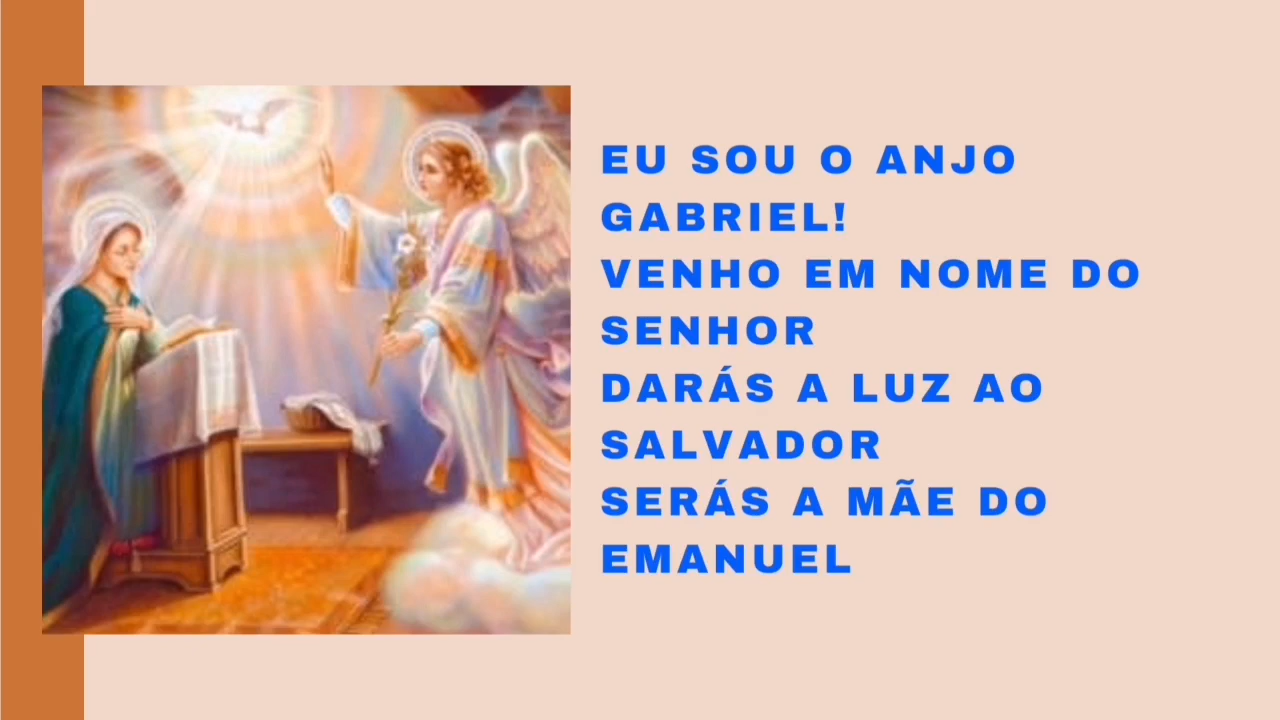 EU SOU O ANJO
GABRIEL!
VENHO EM NOME DO
SENHOR
DARÁS A LUZ AO
SALVADOR
SERÁS A MÃE DO
EMANUEL